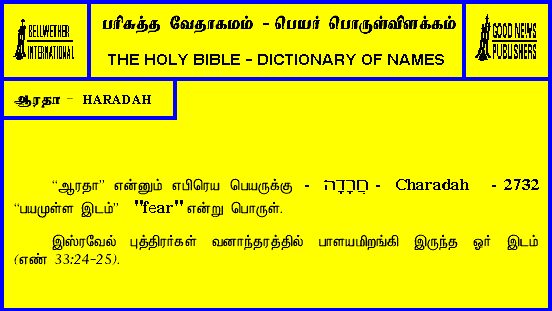 BELLWETHER
INTERNATIONAL
பரிசுத்த வேதாகமம் - பெயர் பொருள்விளக்கம்
THE HOLY BIBLE - DICTIONARY OF NAMES
GOOD NEWS
PUBLISHERS
ஆரதா - HARADAH
“ஆரதா” என்னும் எபிரெய பெயருக்கு - חֲרָדָה - Charadah - 2732
“பயமுள்ள இடம்” "fear" என்று பொருள்.
இஸ்ரவேல் புத்திரர்கள் வனாந்தரத்தில் பாளயமிறங்கி இருந்த ஓர் இடம்
(எண் 33:24-25).